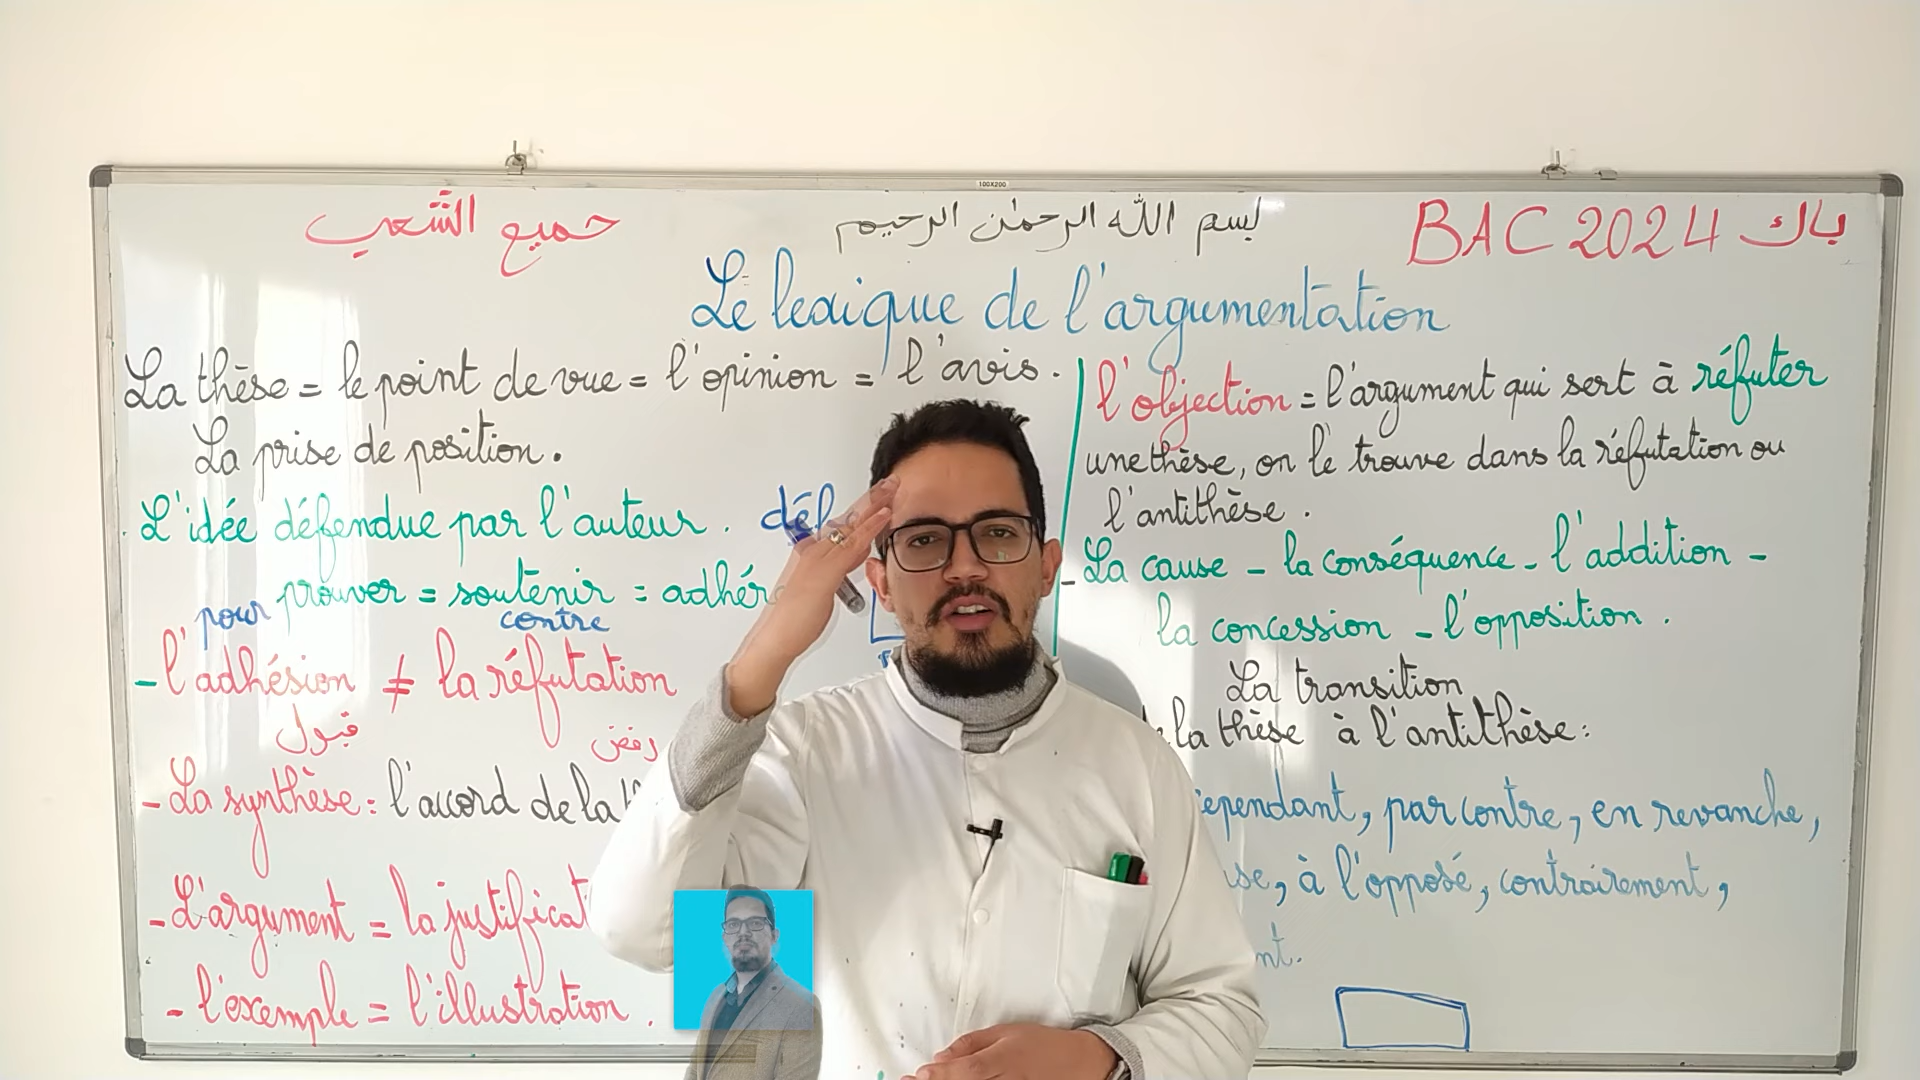 100X200
حميع الشعب
بسم الله الرحمٰن الرحيم
BAC 2024 باك
Le lexique de l'argumentation
La thèse = le point de vue = l'opinion = l'avis.
La prise de position.
. L'idée défendue par l'auteur.
prouver = soutenir =
pour contre
- l'adhésion ≠ la réfutation
قبول رفض
- La synthèse : l'accord de la
- L'argument =
- l'exemple = l'illustration.
l'objection = l'argument qui sert à réfuter
une thèse, on le trouve dans la réfutation ou
l'antithèse.
- La cause - la conséquence - l'addition -
la concession - l'opposition.
La transition
la thèse à l'antithèse :
par contre, en revanche,
à l'opposé, contrairement,